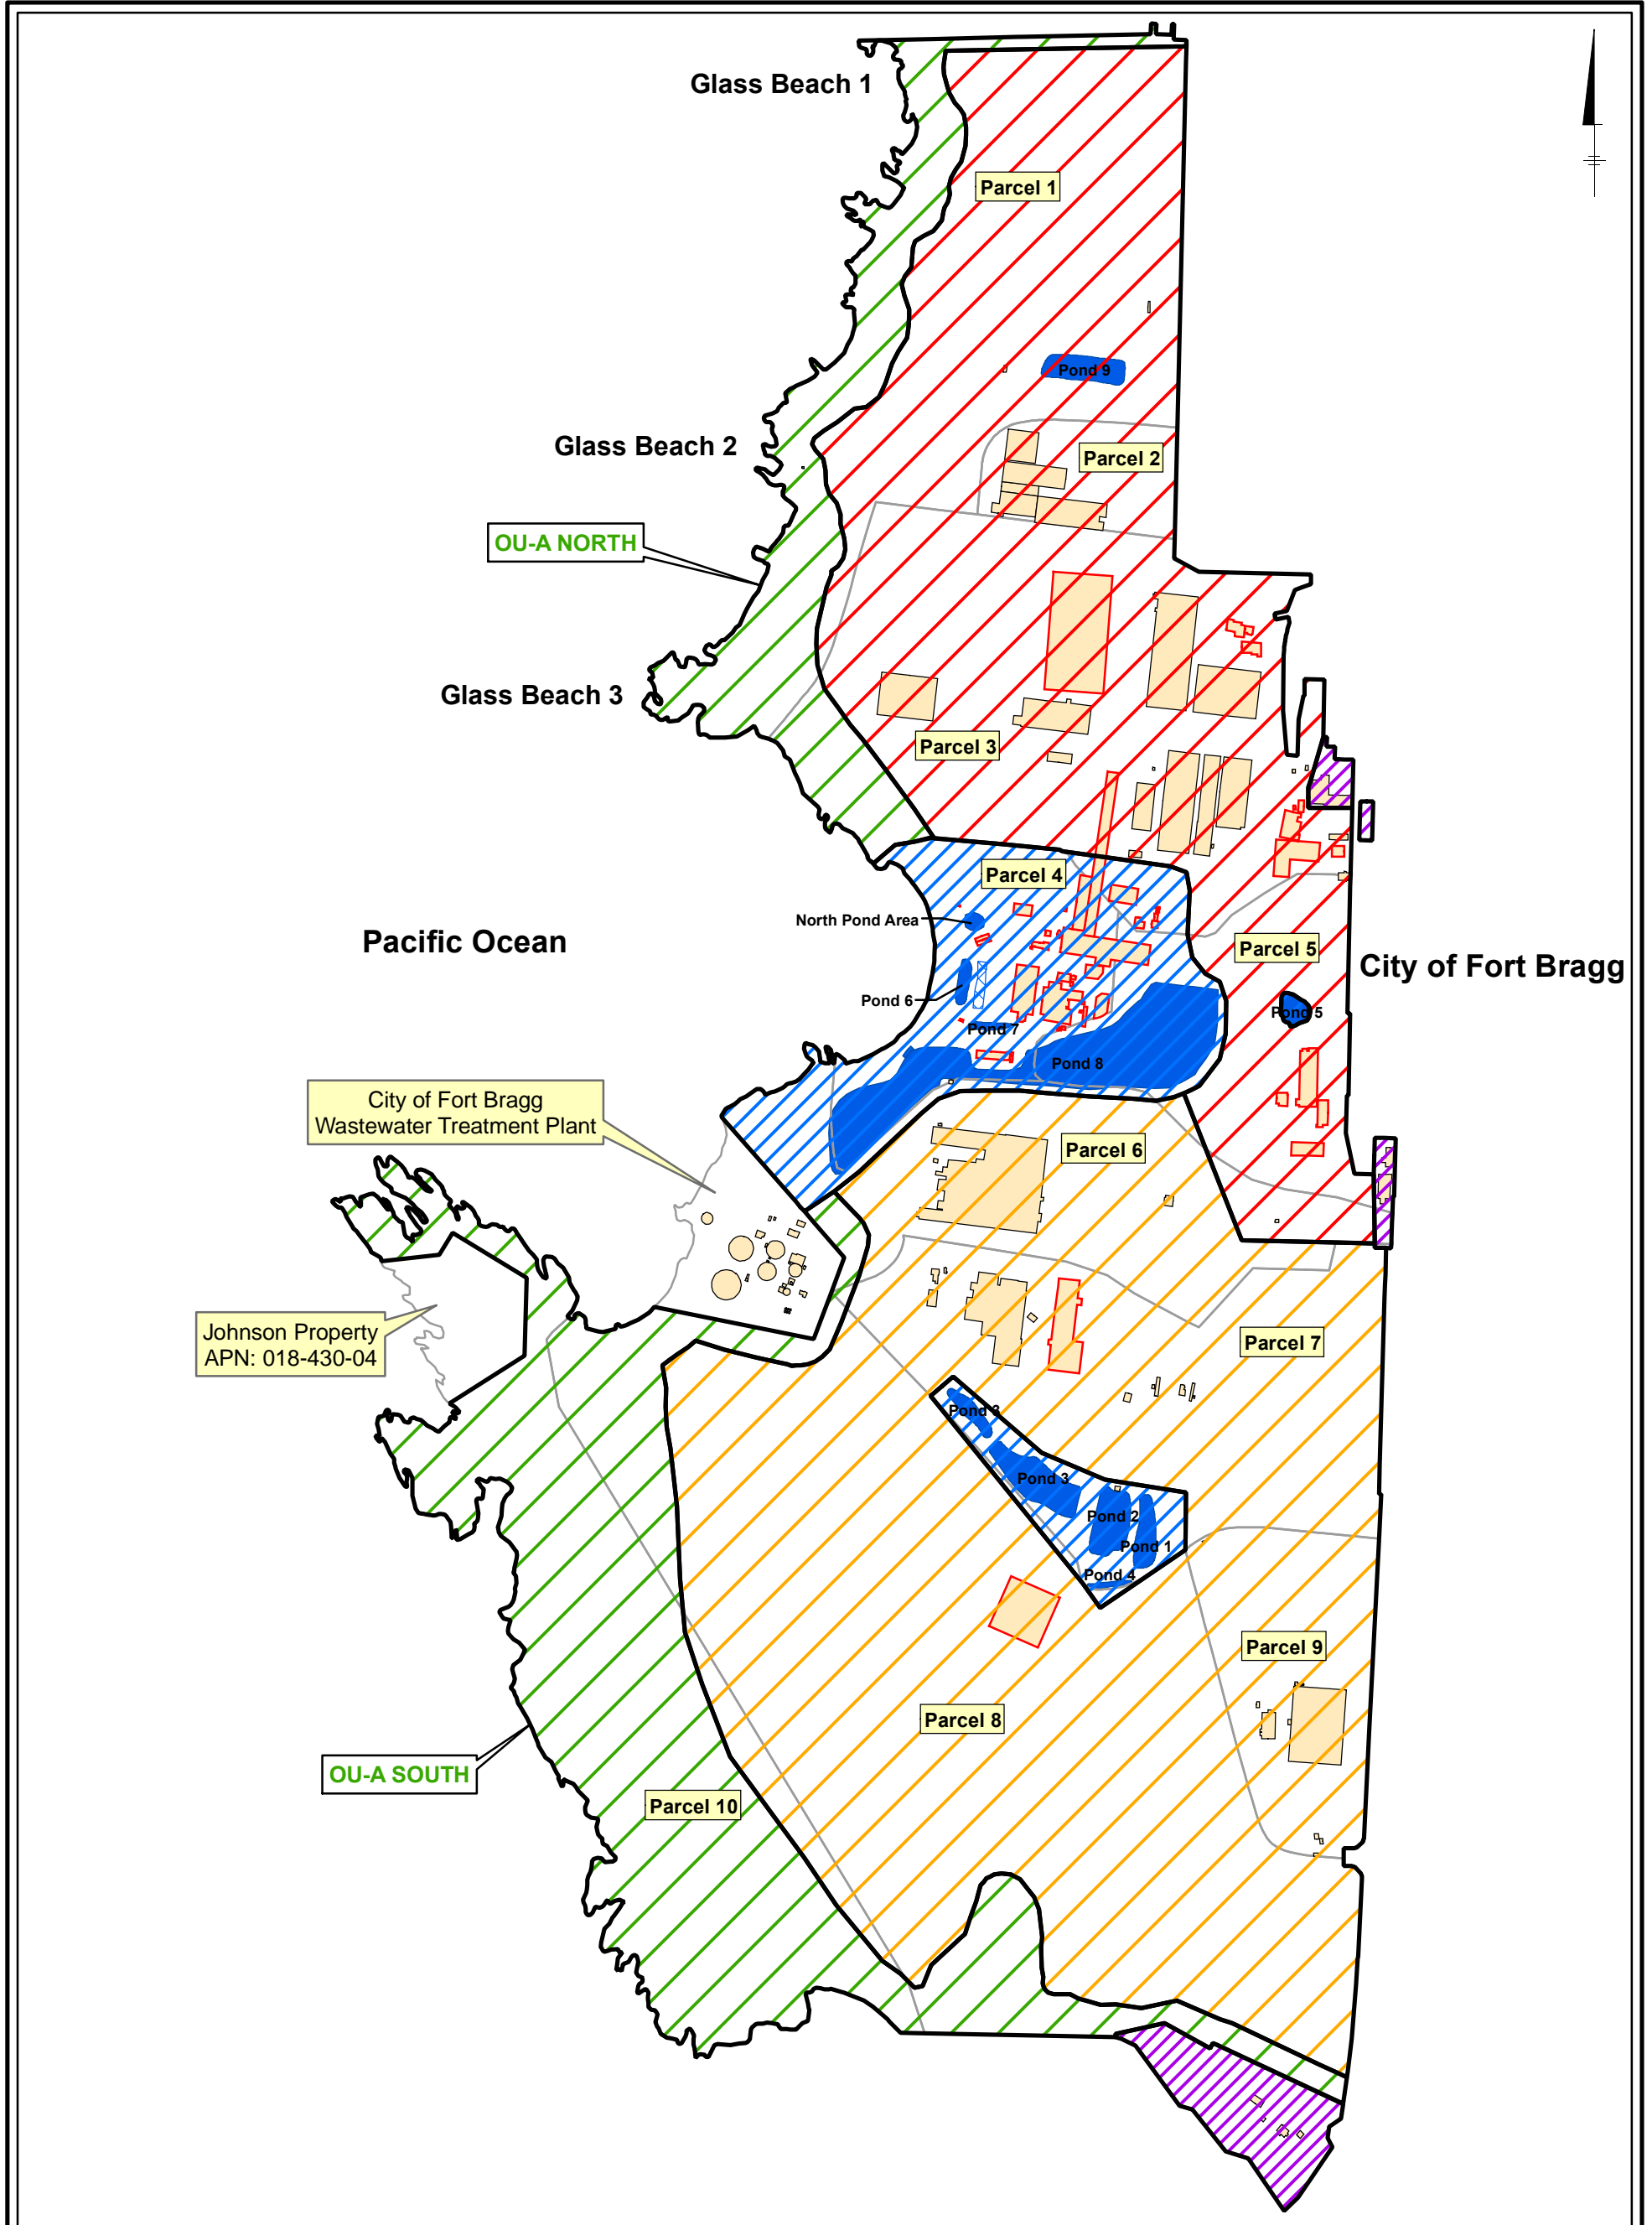 Glass Beach 1
Parcel 1
Pond 9
Glass Beach 2
Parcel 2
OU-A NORTH
Glass Beach 3
Parcel 3
Parcel 4
North Pond Area
Pacific Ocean
Parcel 5
City of Fort Bragg
Pond 6
Pond 5
Pond 7
Pond 8
City of Fort Bragg
Wastewater Treatment Plant
Parcel 6
Johnson Property
APN: 018-430-04
Parcel 7
Pond 3
Pond 3
Pond 2
Pond 1
Pond 4
Parcel 9
Parcel 8
OU-A SOUTH
Parcel 10